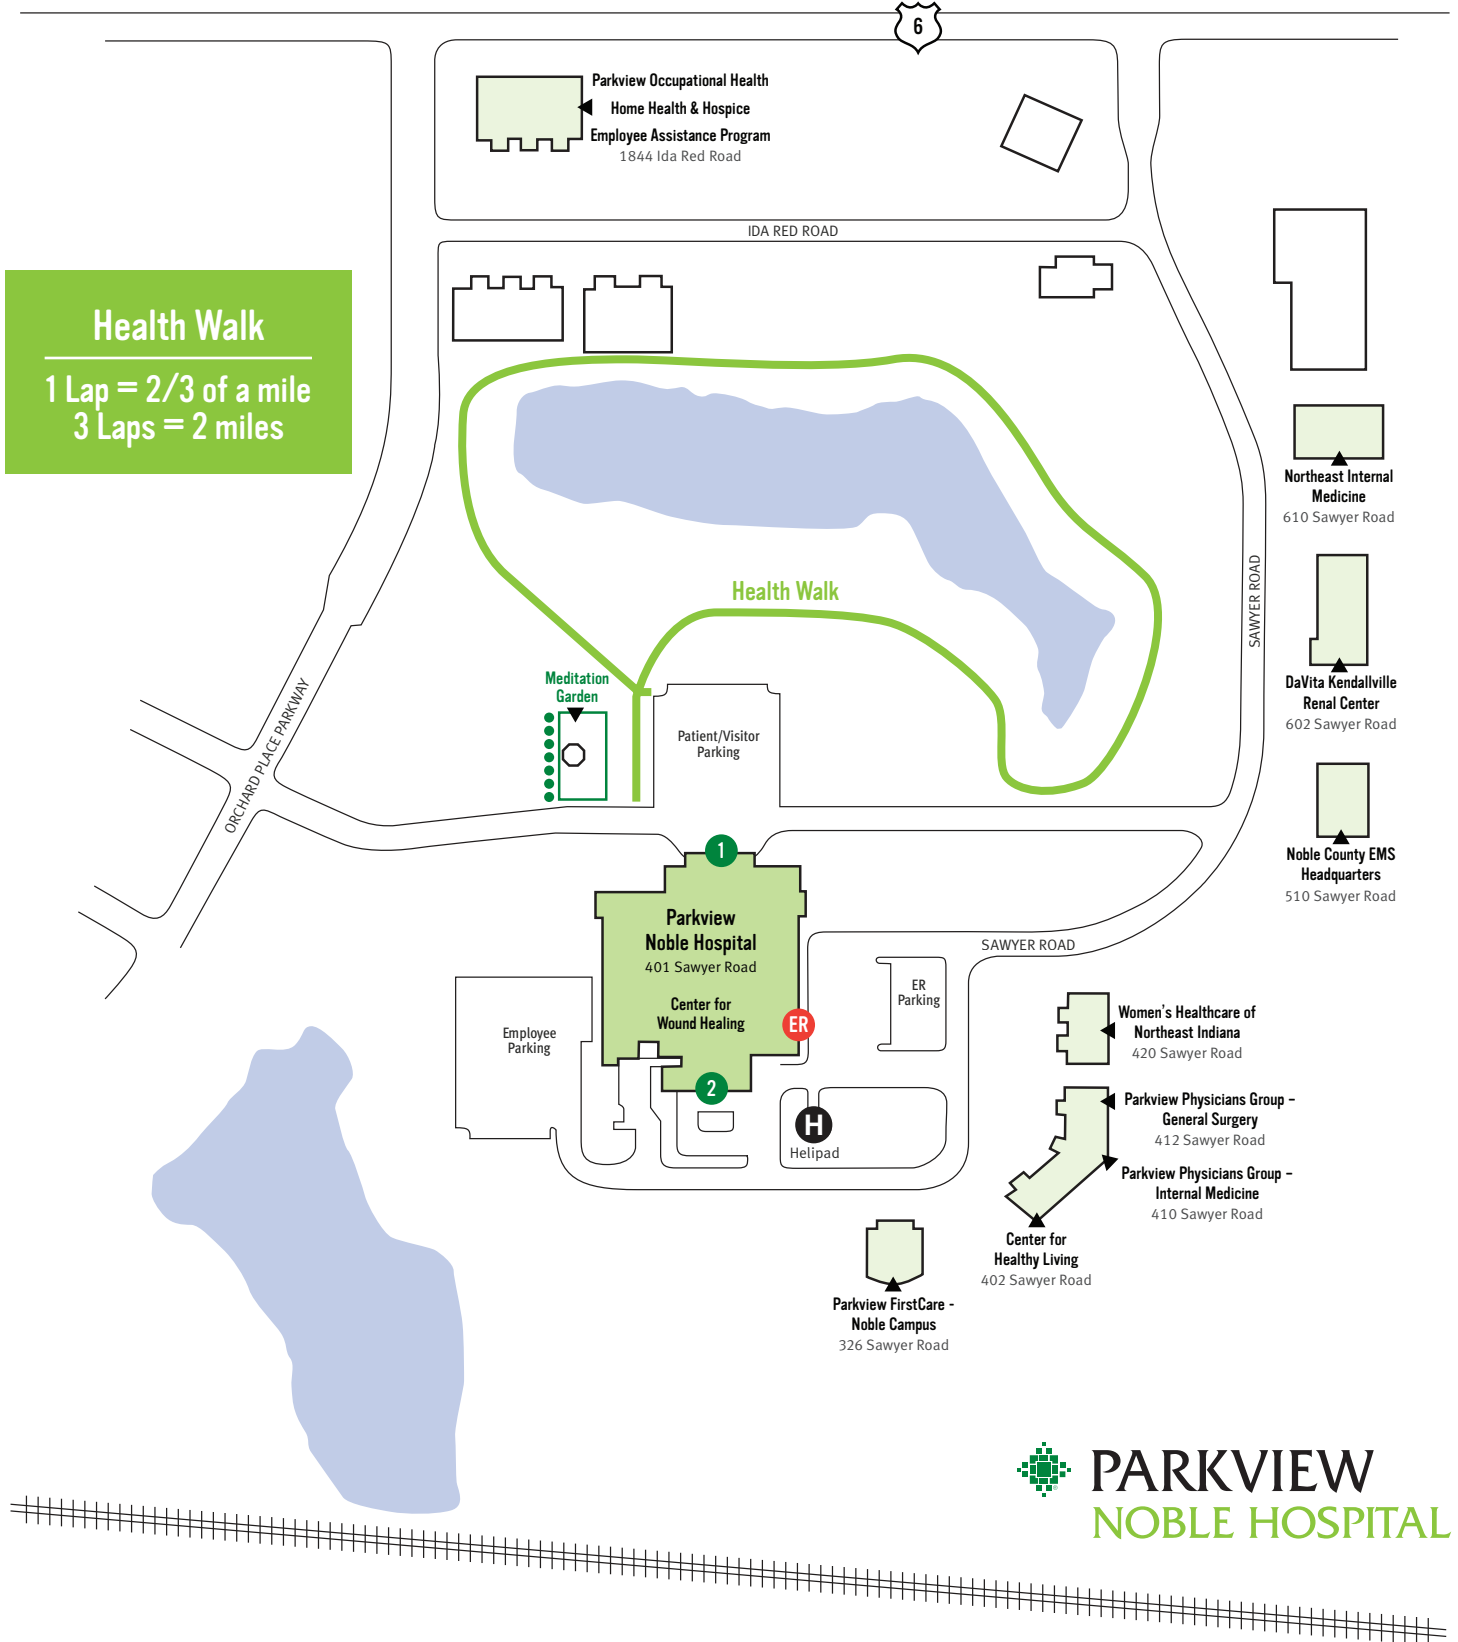 6
Parkview Occupational Health
Home Health & Hospice
Employee Assistance Program
1844 Ida Red Road
IDA RED ROAD
Health Walk
1 Lap = 2/3 of a mile
3 Laps = 2 miles
Northeast Internal
Medicine
610 Sawyer Road
SAWYER ROAD
Health Walk
DaVita Kendallville
Renal Center
602 Sawyer Road
Meditation
Garden
ORCHARD PLACE PARKWAY
Patient/Visitor
Parking
Noble County EMS
Headquarters
510 Sawyer Road
1
Parkview
Noble Hospital
401 Sawyer Road
Center for
Wound Healing
ER
2
SAWYER ROAD
ER
Parking
Employee
Parking
H
Helipad
Women's Healthcare of
Northeast Indiana
420 Sawyer Road
Parkview Physicians Group –
General Surgery
412 Sawyer Road
Parkview Physicians Group –
Internal Medicine
410 Sawyer Road
Center for
Healthy Living
402 Sawyer Road
Parkview FirstCare -
Noble Campus
326 Sawyer Road
PARKVIEW
NOBLE HOSPITAL